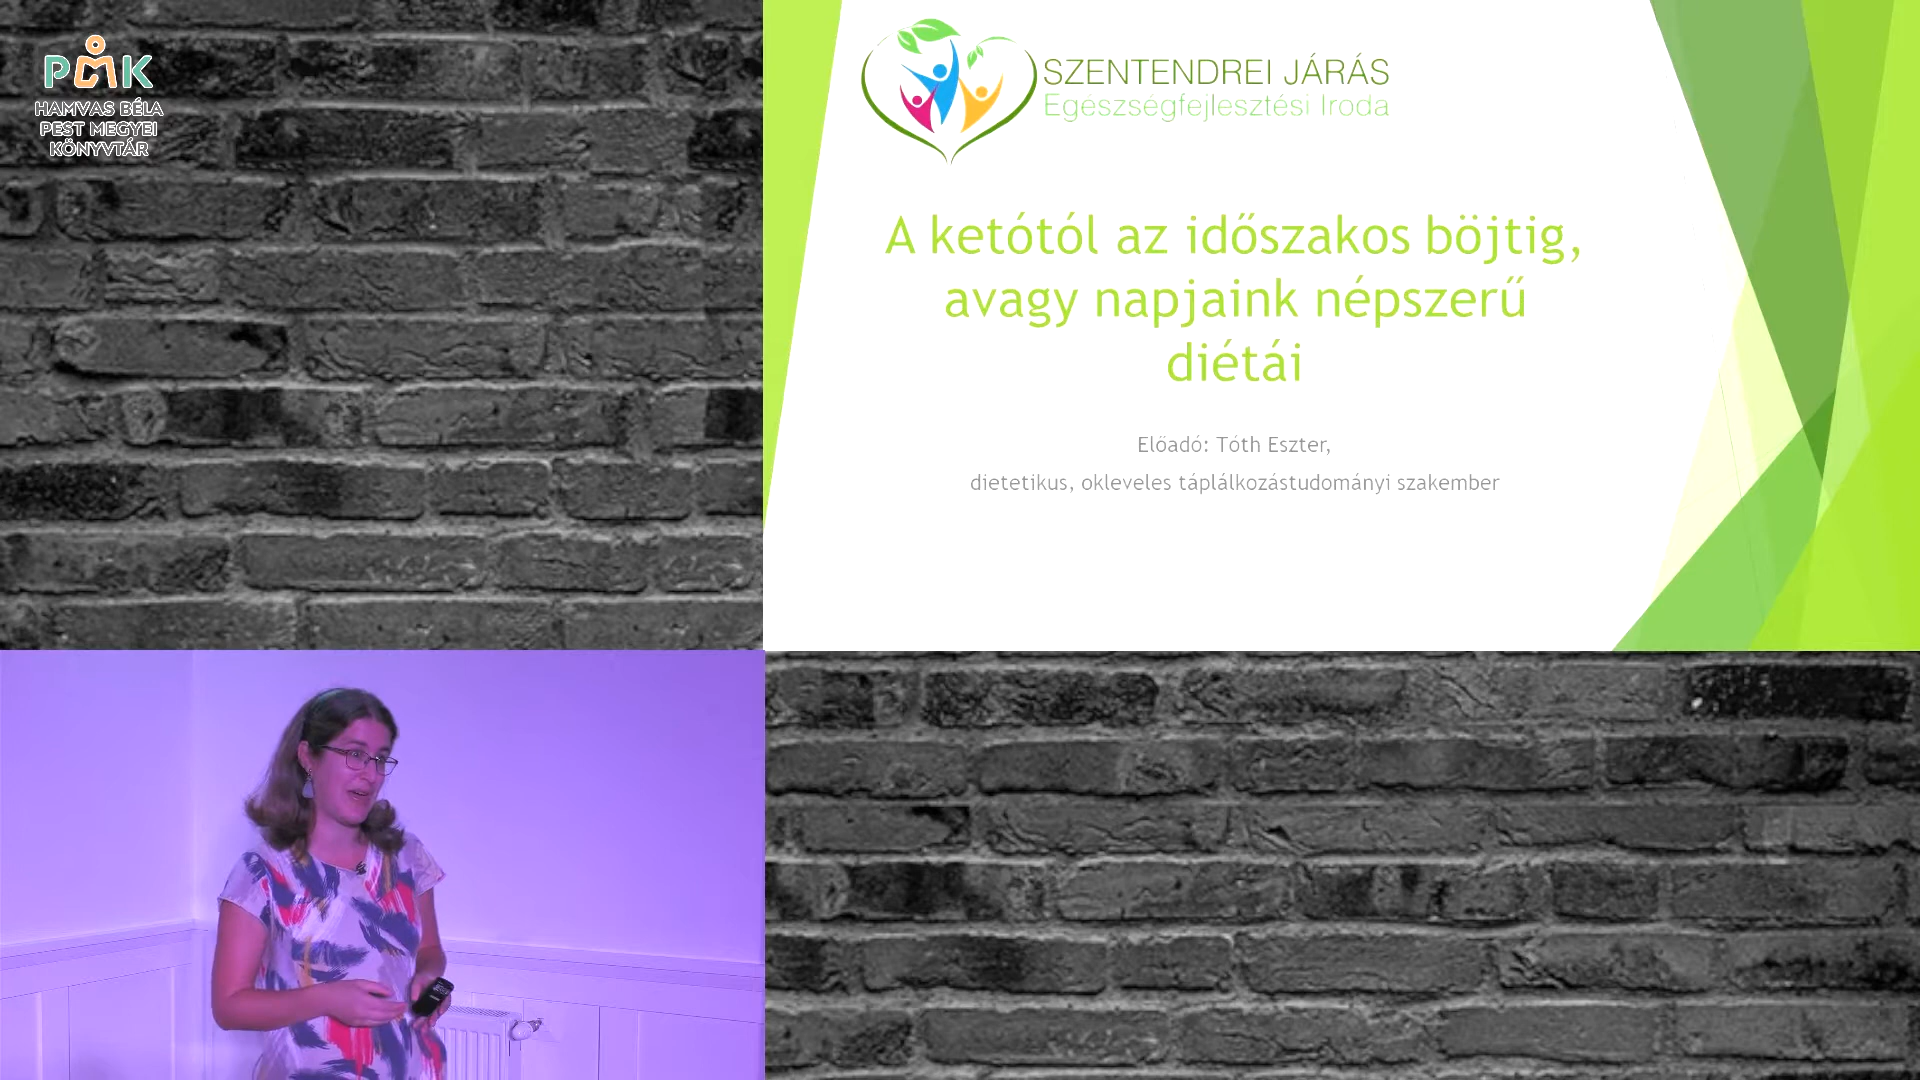 PMK
HAMVAS BÉLA
PEST MEGYEI
KÖNYVTÁR
SZENTENDREI JÁRÁS
Egészségfejlesztési Iroda
A ketótól az időszakos böjtig,
avagy napjaink népszerű
diétái
Előadó: Tóth Eszter,
dietetikus, okleveles táplálkozástudományi szakember